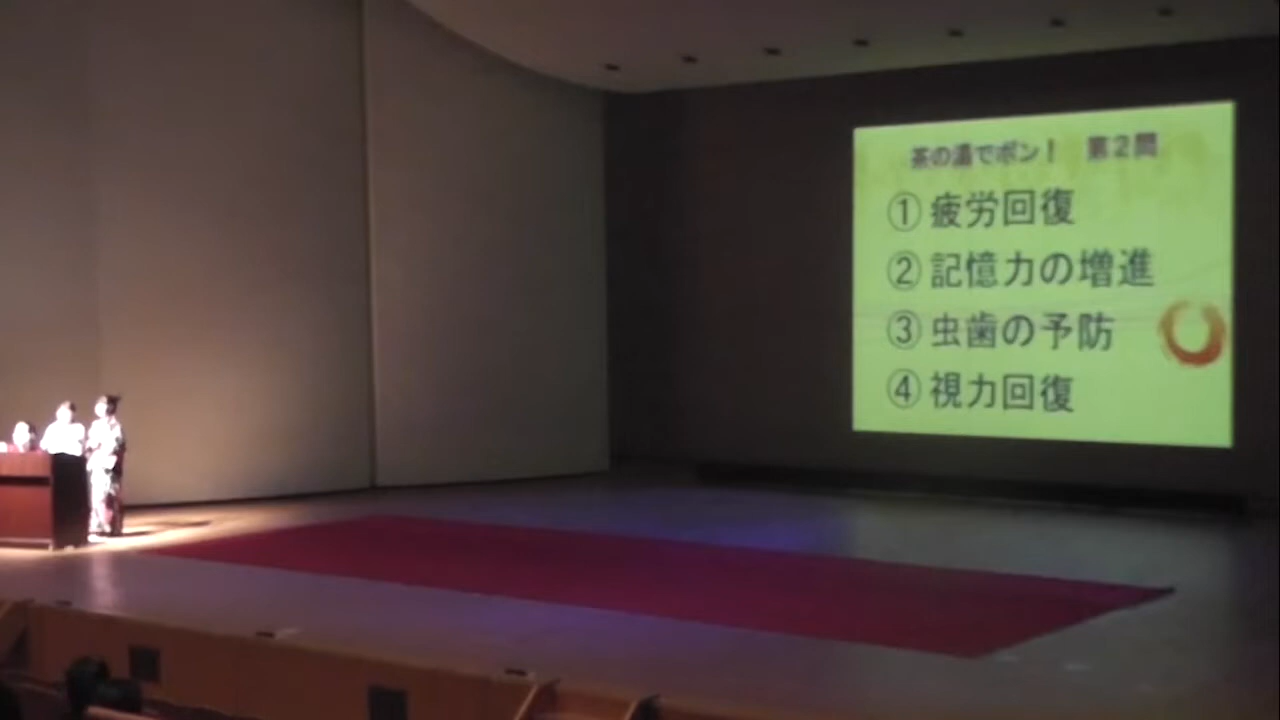 茶の湯でポン！ 第２問
① 疲労回復
② 記憶力の増進
③ 虫歯の予防
④ 視力回復